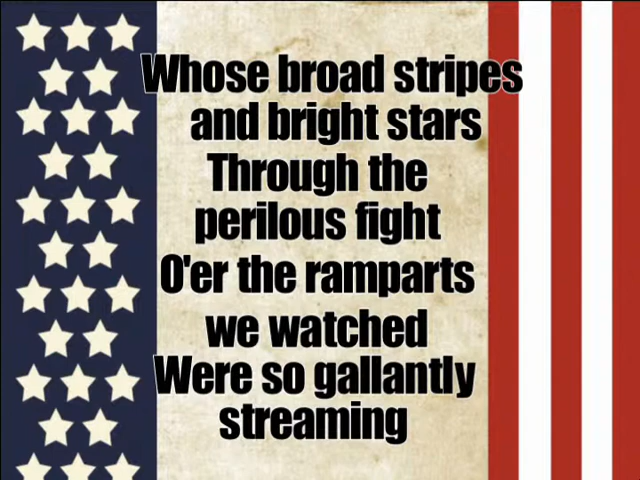 Whose broad stripes
and bright stars
Through the
perilous fight
O'er the ramparts
we watched
Were so gallantly
streaming